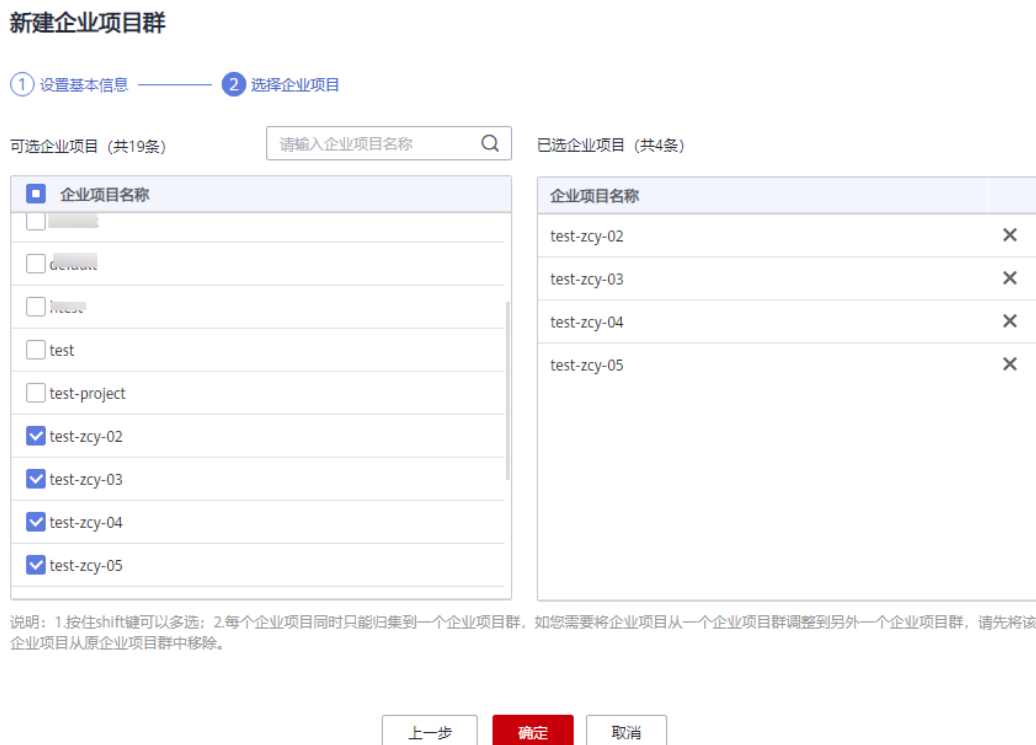 新建企业项目群
1 设置基本信息 2 选择企业项目
可选企业项目（共19条）
请输入企业项目名称
企业项目名称
test
test-project
test-zcy-02
test-zcy-03
test-zcy-04
test-zcy-05
已选企业项目（共4条）
企业项目名称
test-zcy-02
test-zcy-03
test-zcy-04
test-zcy-05
说明：1.按住shift键可以多选；2.每个企业项目同时只能归集到一个企业项目群，如您需要将企业项目从一个企业项目群调整到另外一个企业项目群，请先将该
企业项目从原企业项目群中移除。
上一步 确定 取消